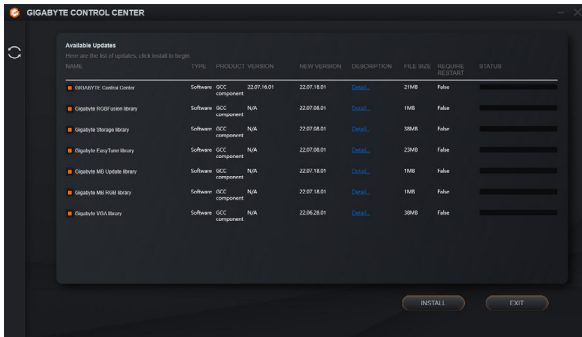 GIGABYTE CONTROL CENTER
Available Updates
Here are the list of updates, click install to begin
NAME TYPE PRODUCT VERSION NEW VERSION DESCRIPTION FILE SIZE REQUIRE RESTART STATUS
GIGABYTE Control Center Software GCC component 22.07.16.01 22.07.18.01 Detail... 21MB False
Gigabyte RGBFusion library Software GCC component N/A 22.07.08.01 Detail... 1MB False
Gigabyte Storage library Software GCC component N/A 22.07.08.01 Detail... 38MB False
Gigabyte EasyTune library Software GCC component N/A 22.07.08.01 Detail... 23MB False
Gigabyte MB Update library Software GCC component N/A 22.07.18.01 Detail... 1MB False
Gigabyte MB RGB library Software GCC component N/A 22.07.18.01 Detail... 1MB False
Gigabyte VGA library Software GCC component N/A 22.06.28.01 Detail... 38MB False
INSTALL EXIT